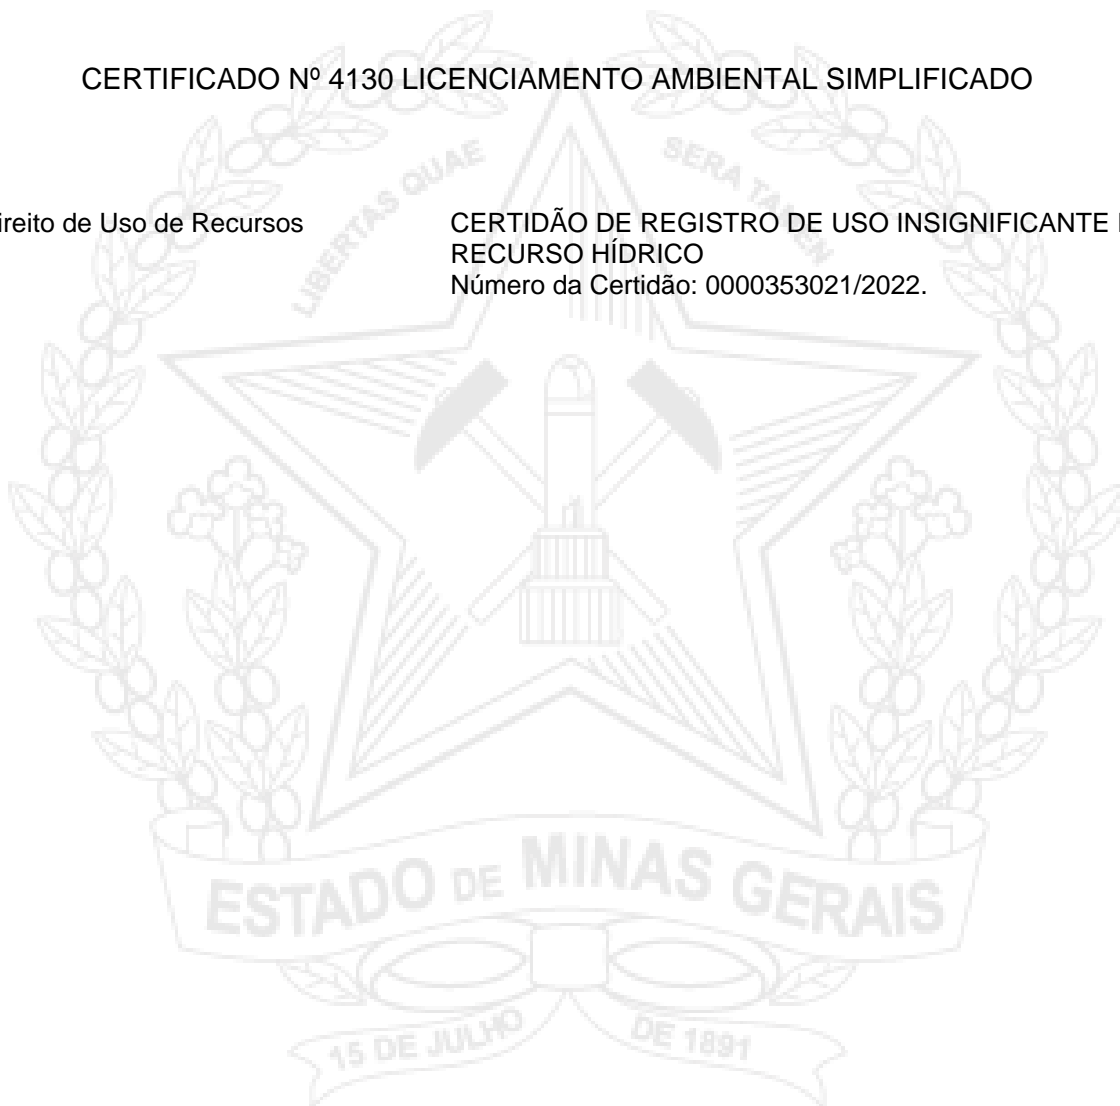 CERTIFICADO Nº 4130 LICENCIAMENTO AMBIENTAL SIMPLIFICADO
LIBERTAS QUAE SERA TAMEN
ireito de Uso de Recursos
CERTIDÃO DE REGISTRO DE USO INSIGNIFICANTE
RECURSO HÍDRICO
Número da Certidão: 0000353021/2022.
ESTADO DE MINAS GERAIS
15 DE JULHO DE 1891